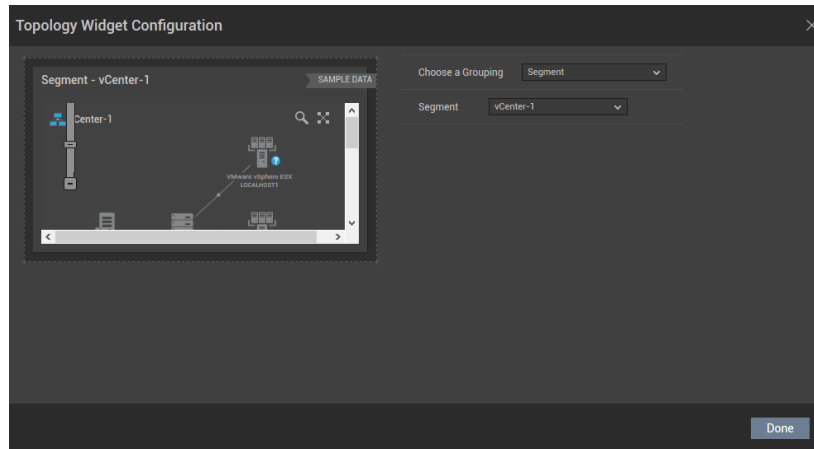 Topology Widget Configuration
Segment - vCenter-1
SAMPLE DATA
Center-1
VMware vSphere ESX
LOCALHOST1
Choose a Grouping Segment
Segment vCenter-1
Done